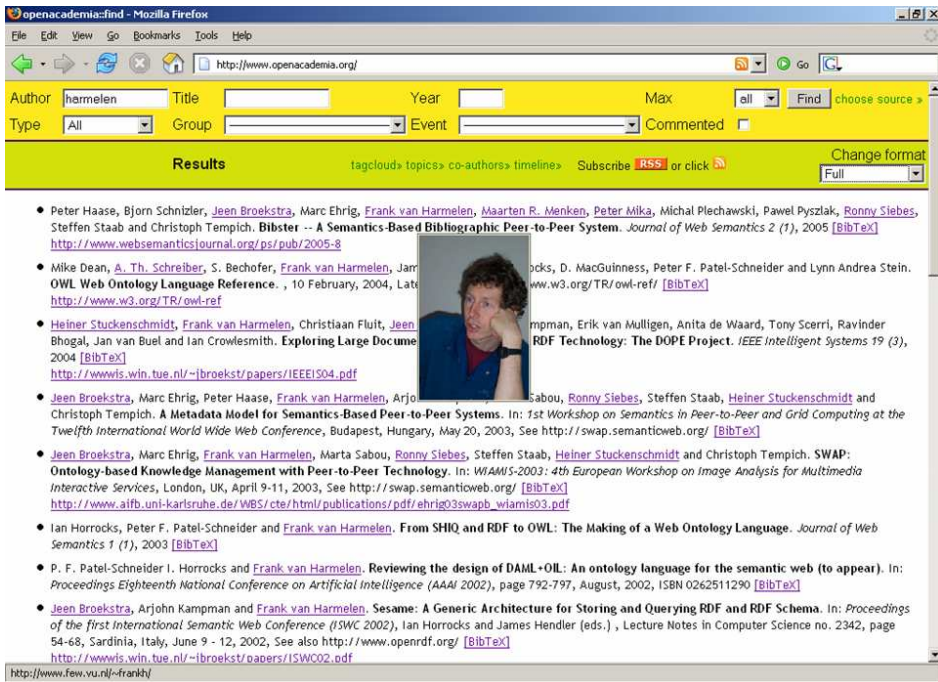 openacademia::find - Mozilla Firefox
File Edit View Go Bookmarks Tools Help
http://www.openacademia.org/ Go
Author harmelen Title Year Max all Find choose source »
Type All Group Event Commented
Results tagcloud» topics» co-authors» timeline» Subscribe RSS or click Change format
Full
Peter Haase, Bjorn Schnizler, Jeen Broekstra, Marc Ehrig, Frank van Harmelen, Maarten R. Menken, Peter Mika, Michal Plechawski, Pawel Pyszlak, Ronny Siebes,
Steffen Staab and Christoph Tempich. Bibster -- A Semantics-Based Bibliographic Peer-to-Peer System. Journal of Web Semantics 2 (1), 2005 [BibTeX]
http://www.websemanticsjournal.org/ps/pub/2005-8
Mike Dean, A. Th. Schreiber, S. Bechofer, Frank van Harmelen, Jam ocks, D. MacGuinness, Peter F. Patel-Schneider and Lynn Andrea Stein.
OWL Web Ontology Language Reference. , 10 February, 2004, Late ww.w3.org/TR/owl-ref/ [BibTeX]
http://www.w3.org/TR/owl-ref
Heiner Stuckenschmidt, Frank van Harmelen, Christiaan Fluit, Jeen mpman, Erik van Mulligen, Anita de Waard, Tony Scerri, Ravinder
Bhogal, Jan van Buel and Ian Crowlesmith. Exploring Large Docume RDF Technology: The DOPE Project. IEEE Intelligent Systems 19 (3),
2004 [BibTeX]
http://wwwis.win.tue.nl/~jbroekst/papers/IEEEIS04.pdf
Jeen Broekstra, Marc Ehrig, Peter Haase, Frank van Harmelen, Arjo Sabou, Ronny Siebes, Steffen Staab, Heiner Stuckenschmidt and
Christoph Tempich. A Metadata Model for Semantics-Based Peer-to-Peer Systems. In: 1st Workshop on Semantics in Peer-to-Peer and Grid Computing at the
Twelfth International World Wide Web Conference, Budapest, Hungary, May 20, 2003, See http://swap.semanticweb.org/ [BibTeX]
Jeen Broekstra, Marc Ehrig, Frank van Harmelen, Marta Sabou, Ronny Siebes, Steffen Staab, Heiner Stuckenschmidt and Christoph Tempich. SWAP:
Ontology-based Knowledge Management with Peer-to-Peer Technology. In: WIAMIS-2003: 4th European Workshop on Image Analysis for Multimedia
Interactive Services, London, UK, April 9-11, 2003, See http://swap.semanticweb.org/ [BibTeX]
http://www.aifb.uni-karlsruhe.de/WBS/cte/html/publications/pdf/ehrig03swapb_wiamis03.pdf
Ian Horrocks, Peter F. Patel-Schneider and Frank van Harmelen. From SHIQ and RDF to OWL: The Making of a Web Ontology Language. Journal of Web
Semantics 1 (1), 2003 [BibTeX]
P. F. Patel-Schneider I. Horrocks and Frank van Harmelen. Reviewing the design of DAML+OIL: An ontology language for the semantic web (to appear). In:
Proceedings Eighteenth National Conference on Artificial Intelligence (AAAI 2002), page 792-797, August, 2002, ISBN 0262511290 [BibTeX]
Jeen Broekstra, Arjohn Kampman and Frank van Harmelen. Sesame: A Generic Architecture for Storing and Querying RDF and RDF Schema. In: Proceedings
of the first International Semantic Web Conference (ISWC 2002), Ian Horrocks and James Hendler (eds.) , Lecture Notes in Computer Science no. 2342, page
54-68, Sardinia, Italy, June 9 - 12, 2002, See also http://www.openrdf.org/ [BibTeX]
http://wwwis.win.tue.nl/~jbroekst/papers/ISWC02.pdf
http://www.few.vu.nl/~frankh/